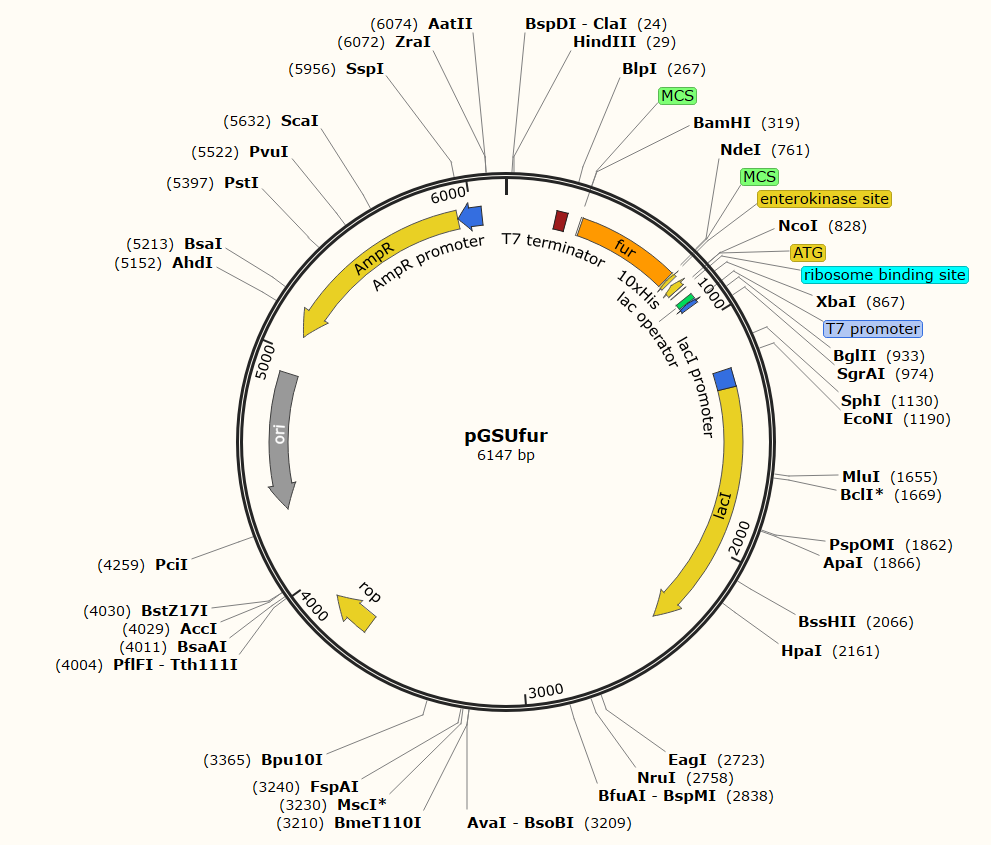 (6074) AatII
BspDI - ClaI (24)
(6072) ZraI
HindIII (29)
(5956) SspI
BlpI (267)
MCS
(5632) ScaI
BamHI (319)
(5522) PvuI
NdeI (761)
(5397) PstI
MCS
enterokinase site
6000
NcoI (828)
(5213) BsaI
ATG
(5152) AhdI
ribosome binding site
AmpR
AmpR promoter
T7 terminator
fur
10xHis
lac operator
lacI promoter
1000
XbaI (867)
T7 promoter
BglII (933)
SgrAI (974)
5000
SphI (1130)
EcoNI (1190)
ori
pGSUfur
6147 bp
MluI (1655)
BclI* (1669)
lacI
2000
PspOMI (1862)
ApaI (1866)
(4259) PciI
rop
4000
(4030) BstZ17I
(4029) AccI
(4011) BsaAI
(4004) PflFI - Tth111I
BssHII (2066)
HpaI (2161)
3000
(3365) Bpu10I
EagI (2723)
(3240) FspAI
NruI (2758)
(3230) MscI*
BfuAI - BspMI (2838)
(3210) BmeT110I
AvaI - BsoBI (3209)